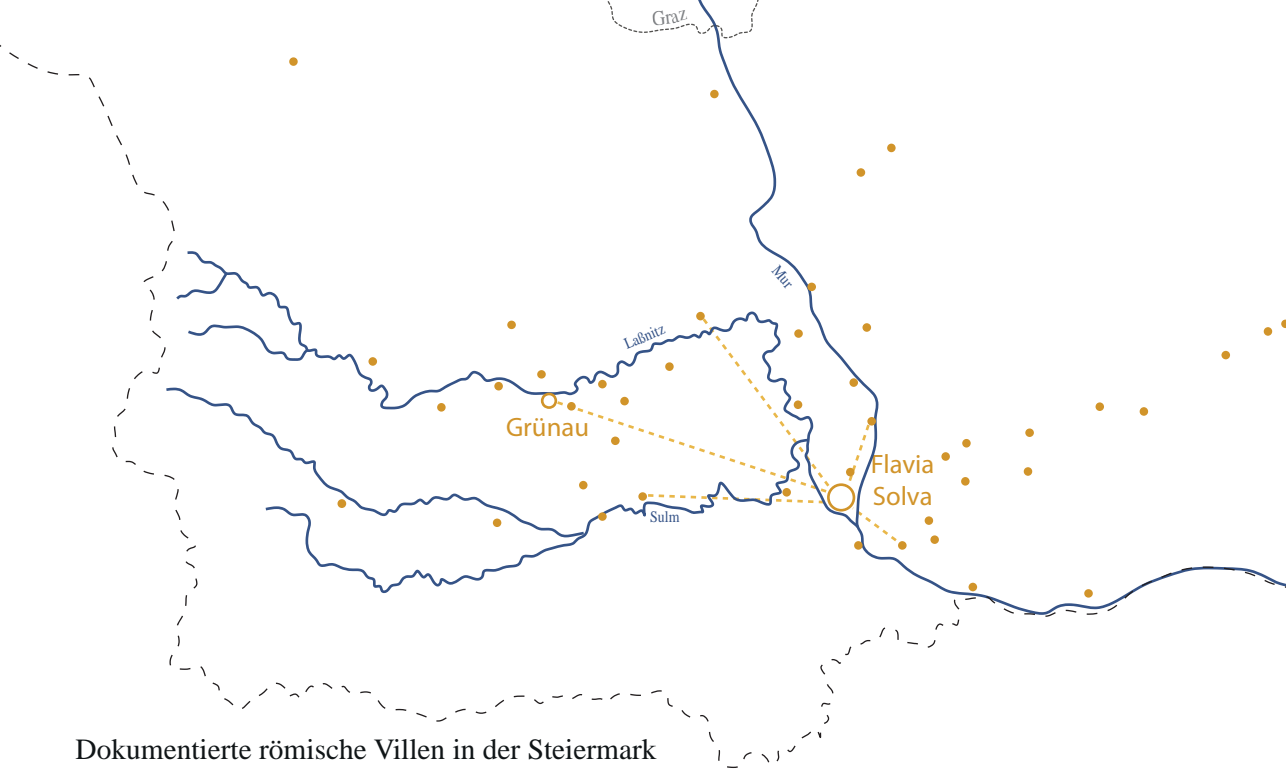 Graz
Mur
Laßnitz
Grünau
Flavia
Solva
Sulm
Dokumentierte römische Villen in der Steiermark